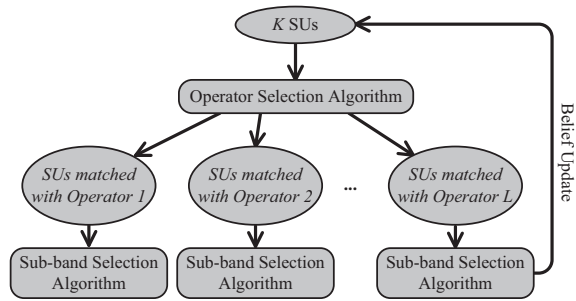 K SUs
Operator Selection Algorithm
SUs matched
with Operator 1
SUs matched
with Operator 2
...
SUs matched
with Operator L
Belief Update
Sub-band Selection
Algorithm
Sub-band Selection
Algorithm
Sub-band Selection
Algorithm